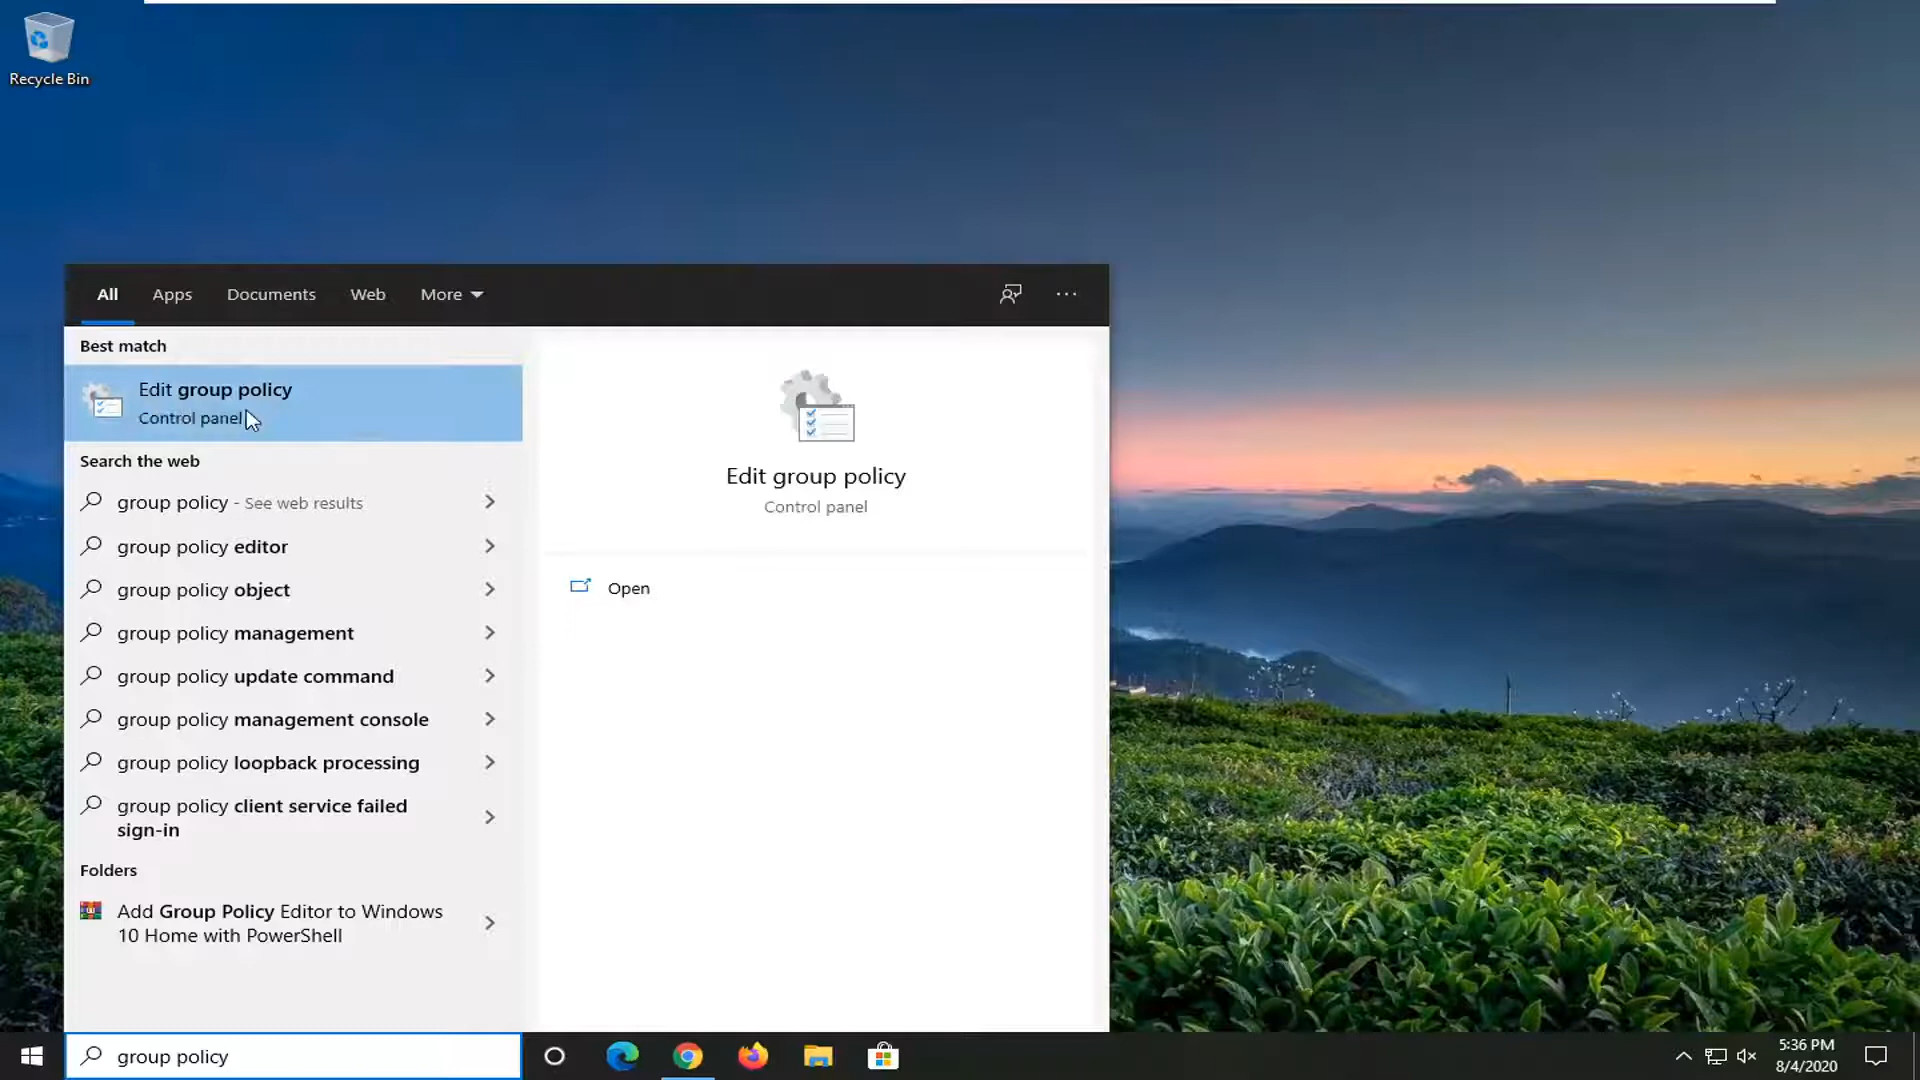 Recycle Bin
All Apps Documents Web More
Best match
Edit group policy
Control panel
Search the web
group policy - See web results
group policy editor
group policy object
group policy management
group policy update command
group policy management console
group policy loopback processing
group policy client service failed
sign-in
Folders
Add Group Policy Editor to Windows
10 Home with PowerShell
Edit group policy
Control panel
Open
group policy
5:36 PM
8/4/2020